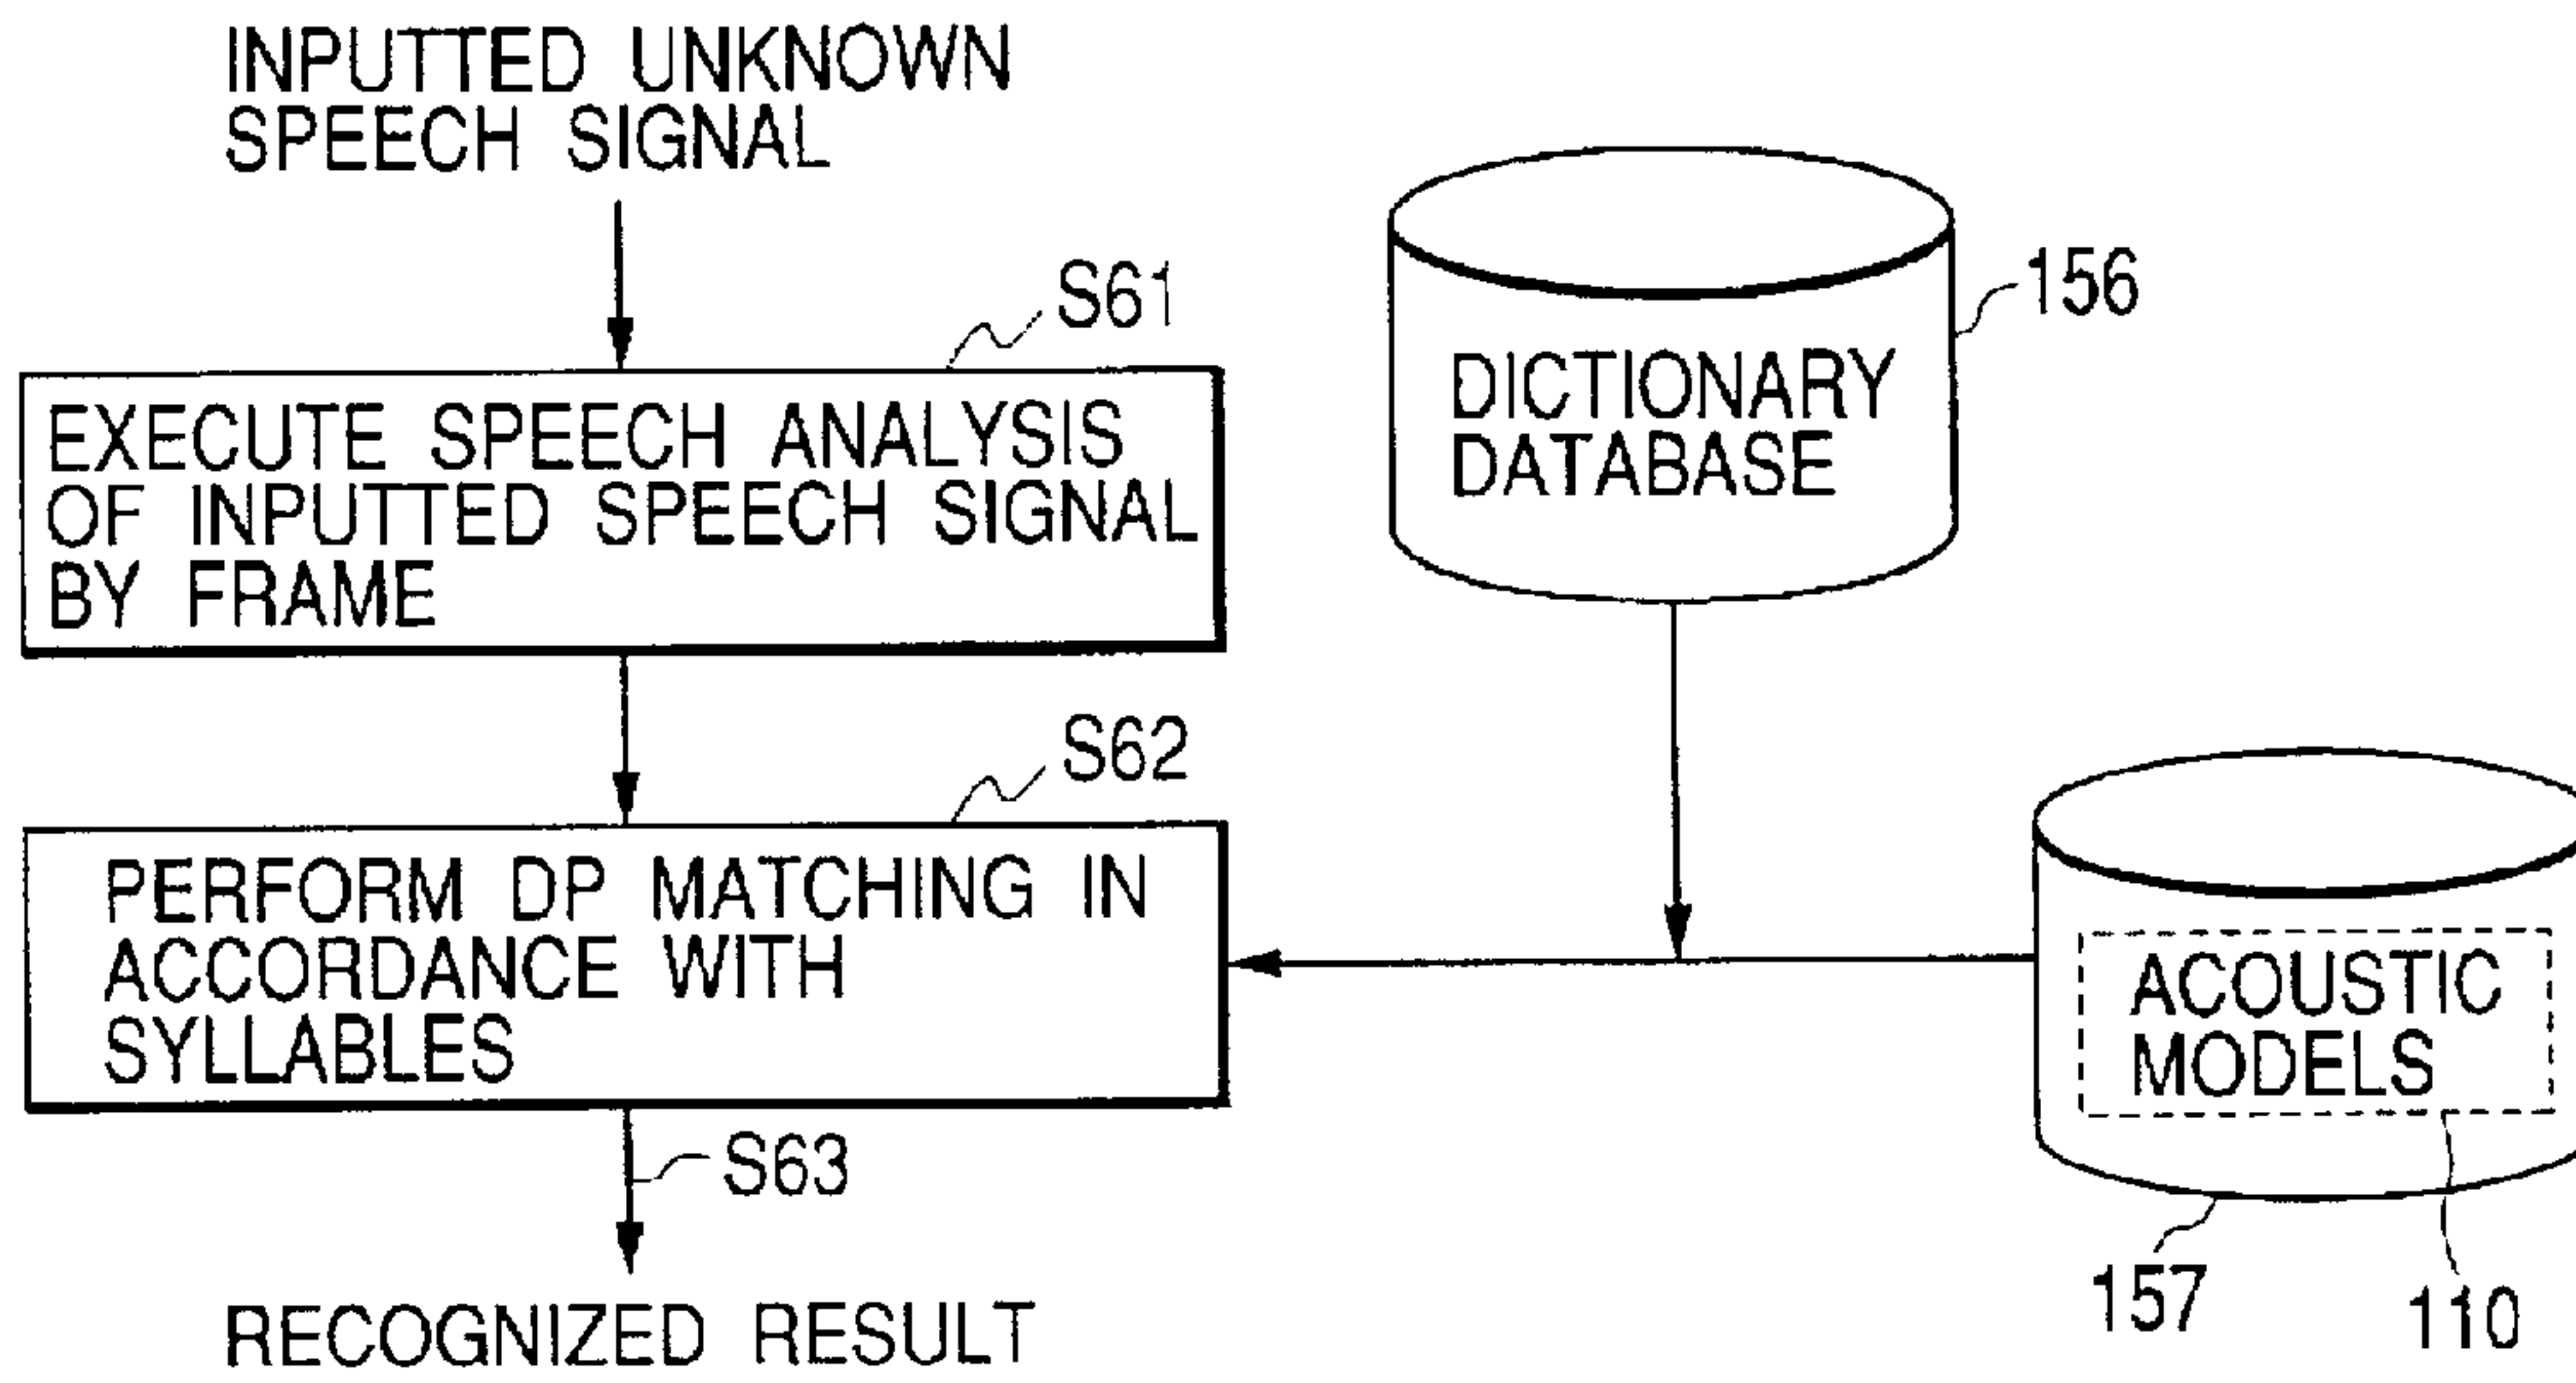 INPUTTED UNKNOWN
SPEECH SIGNAL
S61
EXECUTE SPEECH ANALYSIS
OF INPUTTED SPEECH SIGNAL
BY FRAME
156
DICTIONARY
DATABASE
S62
PERFORM DP MATCHING IN
ACCORDANCE WITH
SYLLABLES
ACOUSTIC
MODELS
S63
157
110
RECOGNIZED RESULT